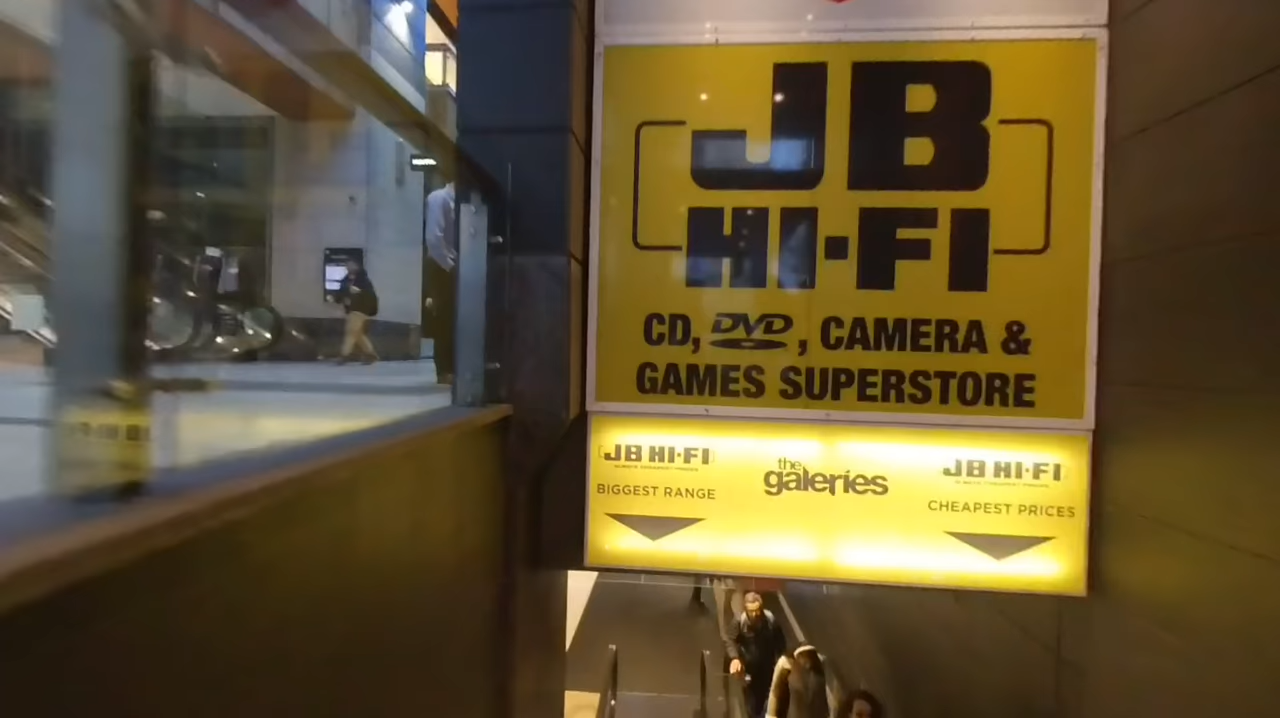 JB
HI·FI
CD, DVD, CAMERA &
GAMES SUPERSTORE
JB HI·FI
BIGGEST RANGE
the
galeries
JB HI·FI
CHEAPEST PRICES